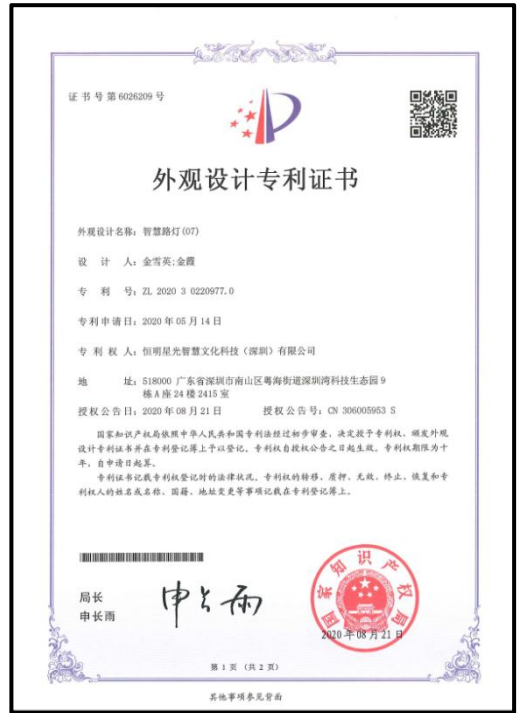 证书号第6026209号
外观设计专利证书
外观设计名称：智慧路灯(07)
设 计 人：金雪英;金霞
专 利 号：ZL 2020 3 0220977.0
专利申请日：2020年05月14日
专 利 权 人：恒明星光智慧文化科技（深圳）有限公司
地 址：518000 广东省深圳市南山区粤海街道深圳湾科技生态园9
栋A座24楼2415室
授权公告日：2020年08月21日 授权公告号：CN 306005953 S
国家知识产权局依照中华人民共和国专利法经过初步审查，决定授予专利权，颁发外观
设计专利证书并在专利登记簿上予以登记。专利权自授权公告之日起生效。专利权期限为十
年，自申请日起算。
专利证书记载专利权登记时的法律状况。专利权的转移、质押、无效、终止、恢复和专
利权人的姓名或名称、国籍、地址变更等事项记载在专利登记簿上。
局长
申长雨
申长雨
国家知识产权局
2020年08月21日
第1页（共2页）
其他事项参见背面